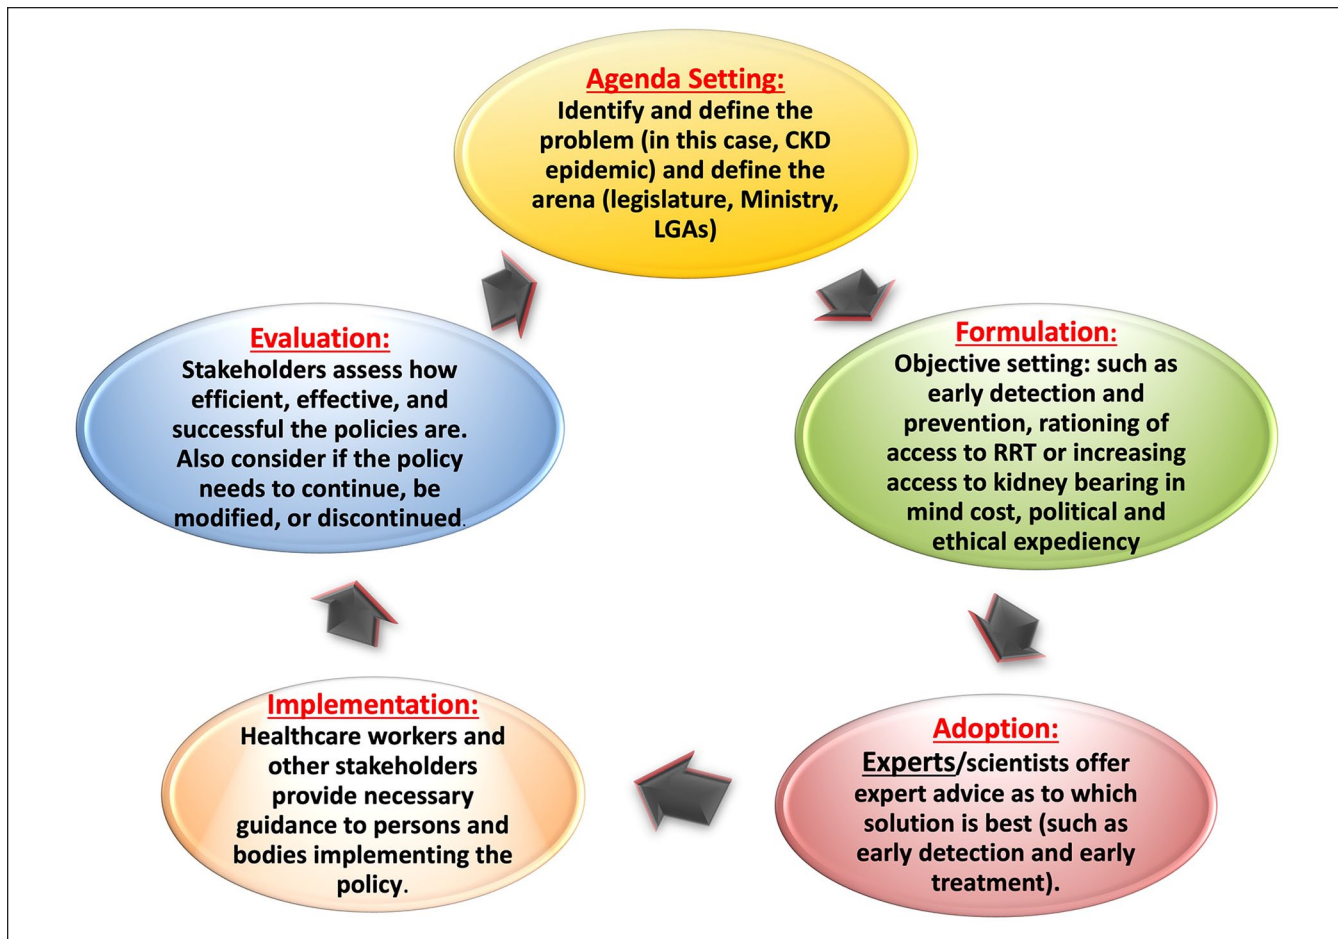 Agenda Setting:
Identify and define the
problem (in this case, CKD
epidemic) and define the
arena (legislature, Ministry,
LGAs)
Formulation:
Objective setting: such as
early detection and
prevention, rationing of
access to RRT or increasing
access to kidney bearing in
mind cost, political and
ethical expediency
Adoption:
Experts/scientists offer
expert advice as to which
solution is best (such as
early detection and early
treatment).
Implementation:
Healthcare workers and
other stakeholders
provide necessary
guidance to persons and
bodies implementing the
policy.
Evaluation:
Stakeholders assess how
efficient, effective, and
successful the policies are.
Also consider if the policy
needs to continue, be
modified, or discontinued.